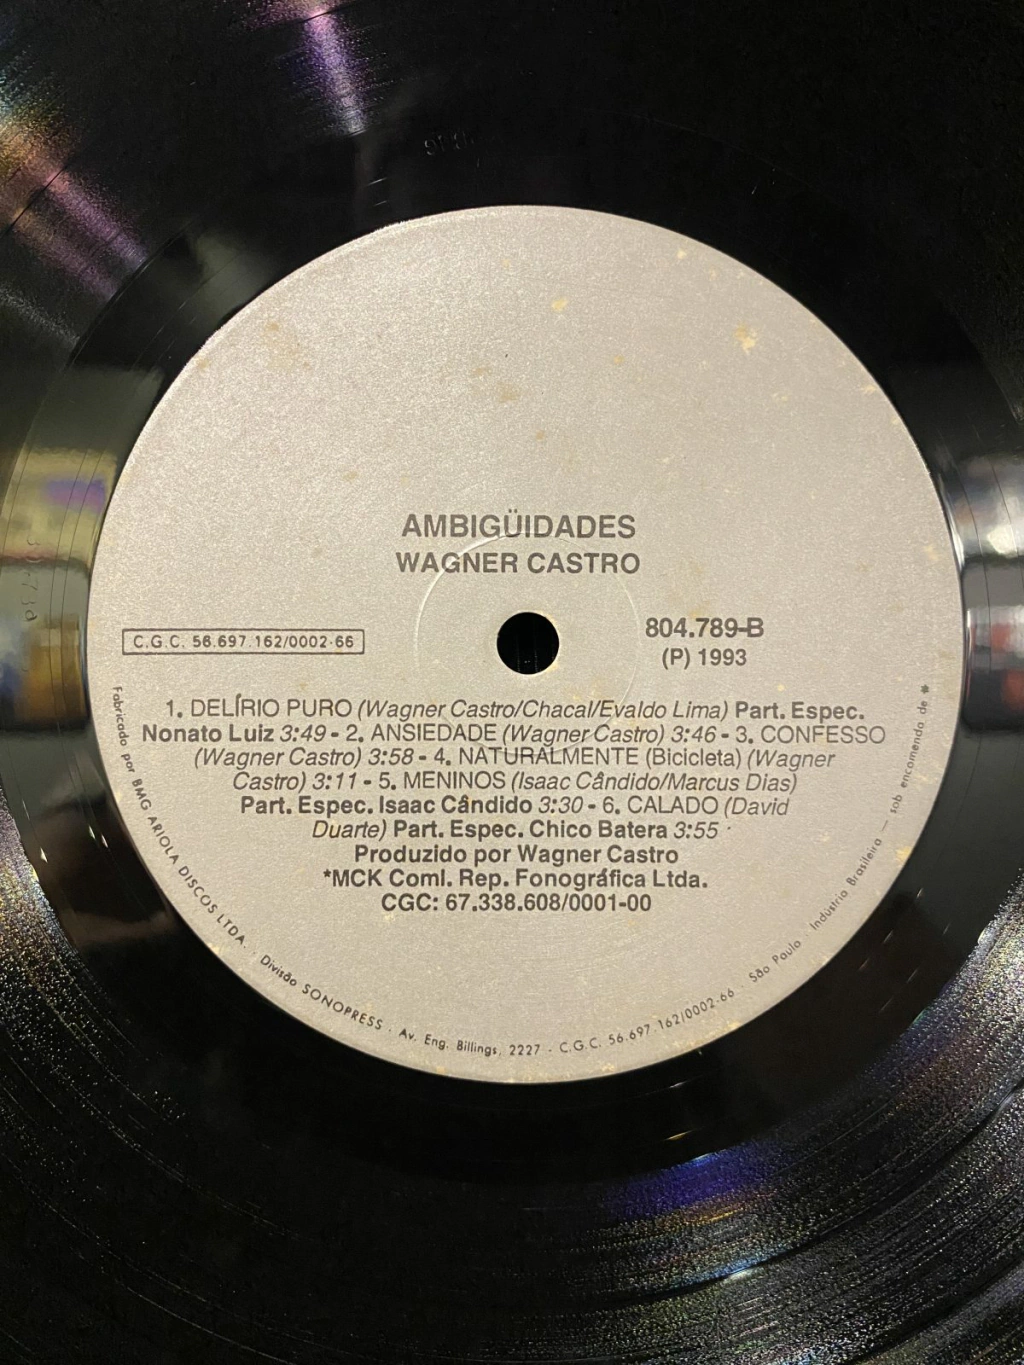 AMBIGÜIDADES
WAGNER CASTRO
C.G.C. 56.697.162/0002-66
804.789-B
(P) 1993
1. DELÍRIO PURO (Wagner Castro/Chacal/Evaldo Lima) Part. Espec.
Nonato Luiz 3:49 - 2. ANSIEDADE (Wagner Castro) 3:46 - 3. CONFESSO
(Wagner Castro) 3:58 - 4. NATURALMENTE (Bicicleta) (Wagner
Castro) 3:11 - 5. MENINOS (Isaac Cândido/Marcus Dias)
Part. Espec. Isaac Cândido 3:30 - 6. CALADO (David
Duarte) Part. Espec. Chico Batera 3:55
Produzido por Wagner Castro
*MCK Coml. Rep. Fonográfica Ltda.
CGC: 67.338.608/0001-00
Fabricado por BMG ARIOLA DISCOS LTDA. · Divisão SONOPRESS · Av. Eng. Billings, 2227 - C.G.C. 56.697.162/0002-66 · São Paulo · Indústria Brasileira — sob encomenda de *